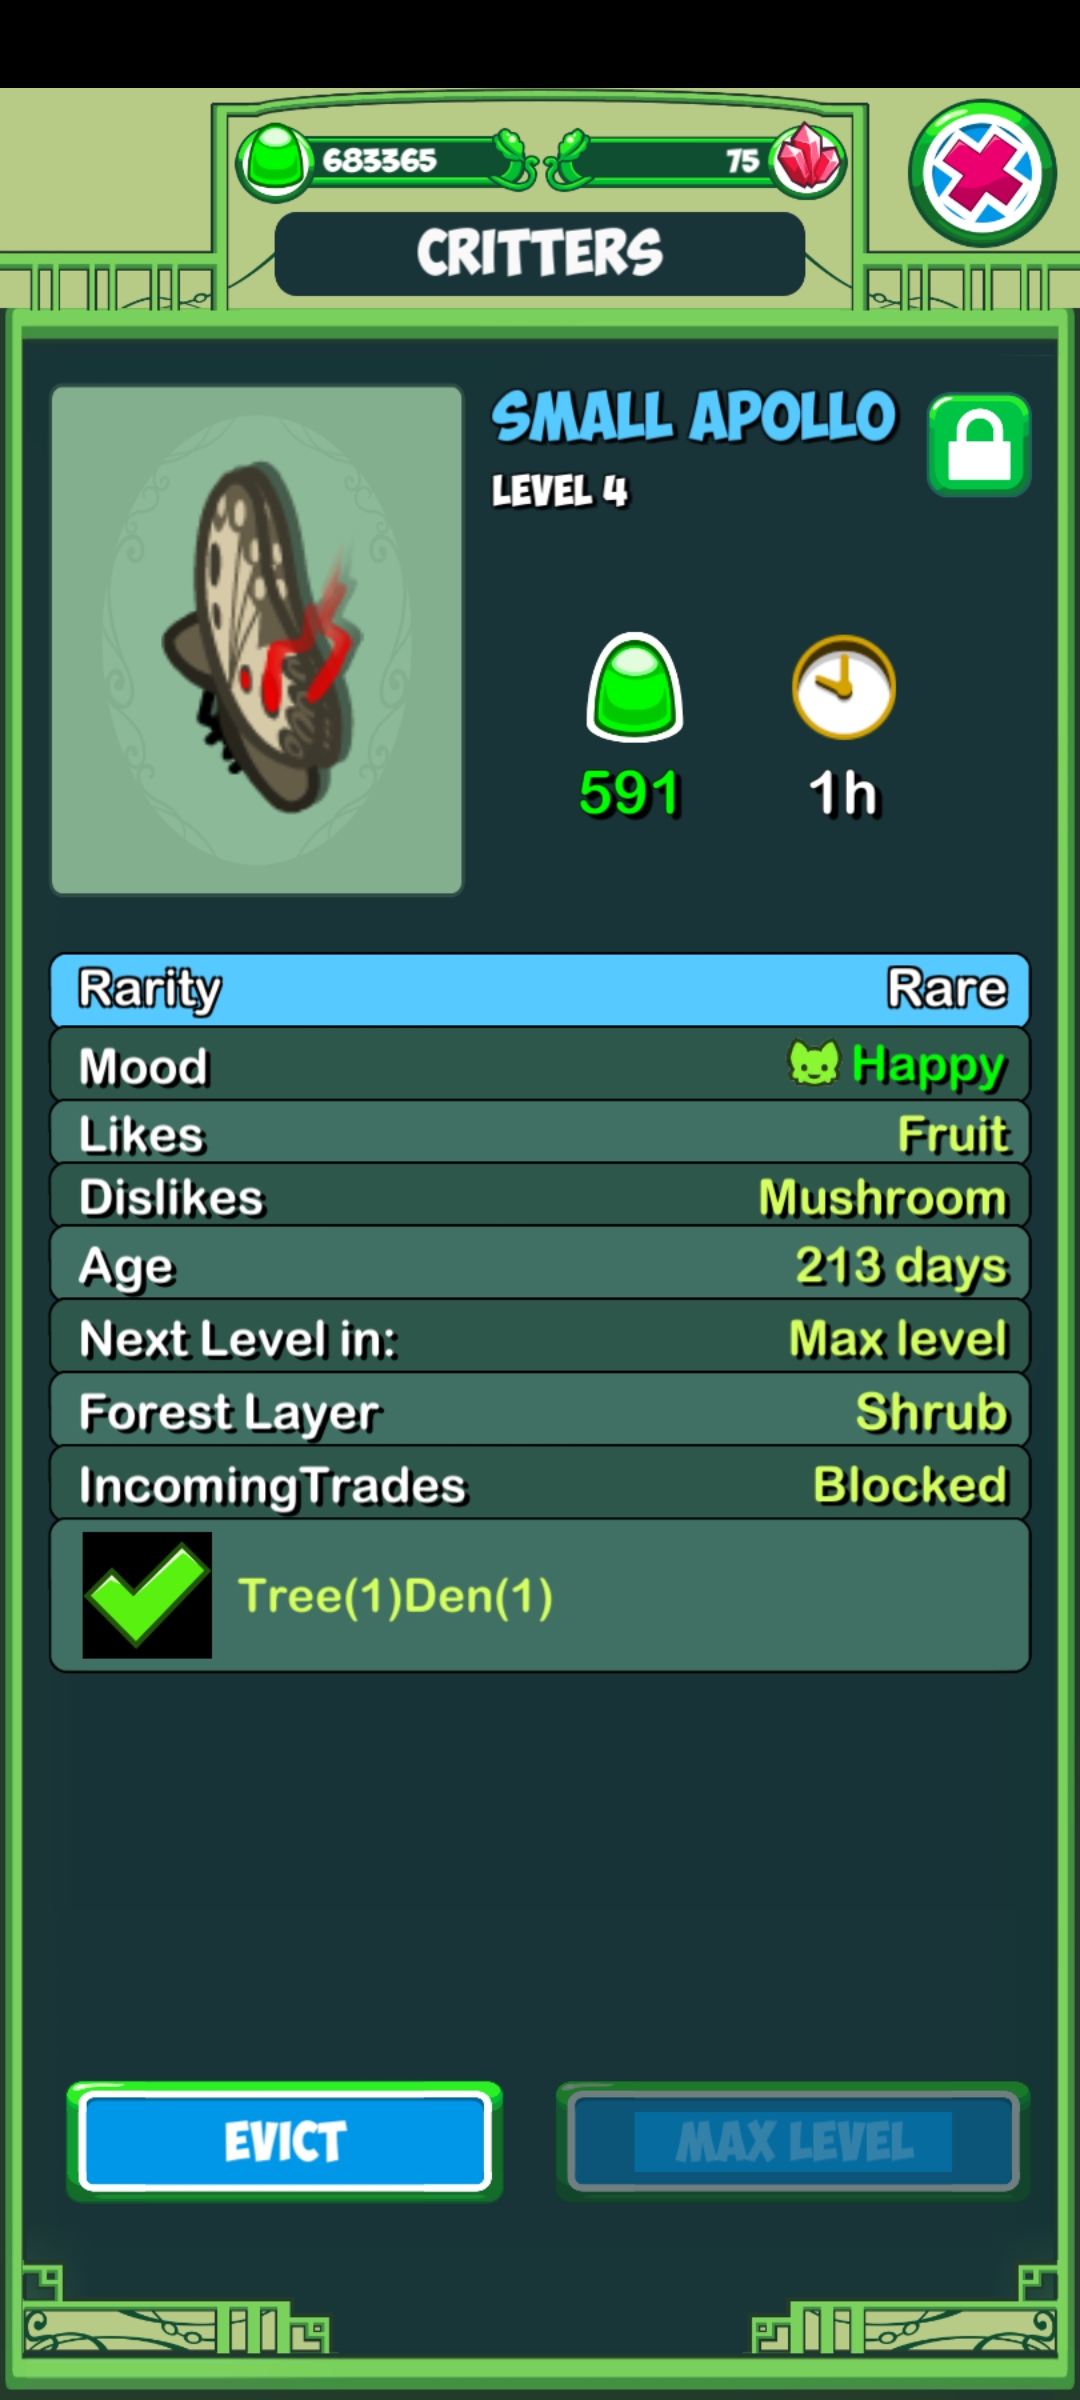 683365
75
CRITTERS
SMALL APOLLO
LEVEL 4
591
1h
Rarity Rare
Mood Happy
Likes Fruit
Dislikes Mushroom
Age 213 days
Next Level in: Max level
Forest Layer Shrub
IncomingTrades Blocked
Tree(1)Den(1)
EVICT
MAX LEVEL